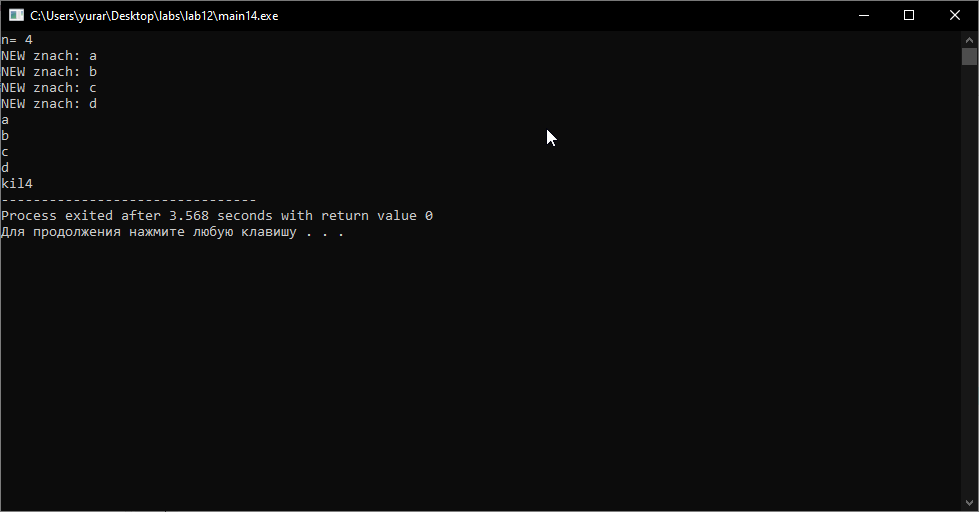 C:\Users\yurar\Desktop\labs\lab12\main14.exe
n= 4
NEW znach: a
NEW znach: b
NEW znach: c
NEW znach: d
a
b
c
d
kil4
--------------------------------
Process exited after 3.568 seconds with return value 0
Для продолжения нажмите любую клавишу . . .